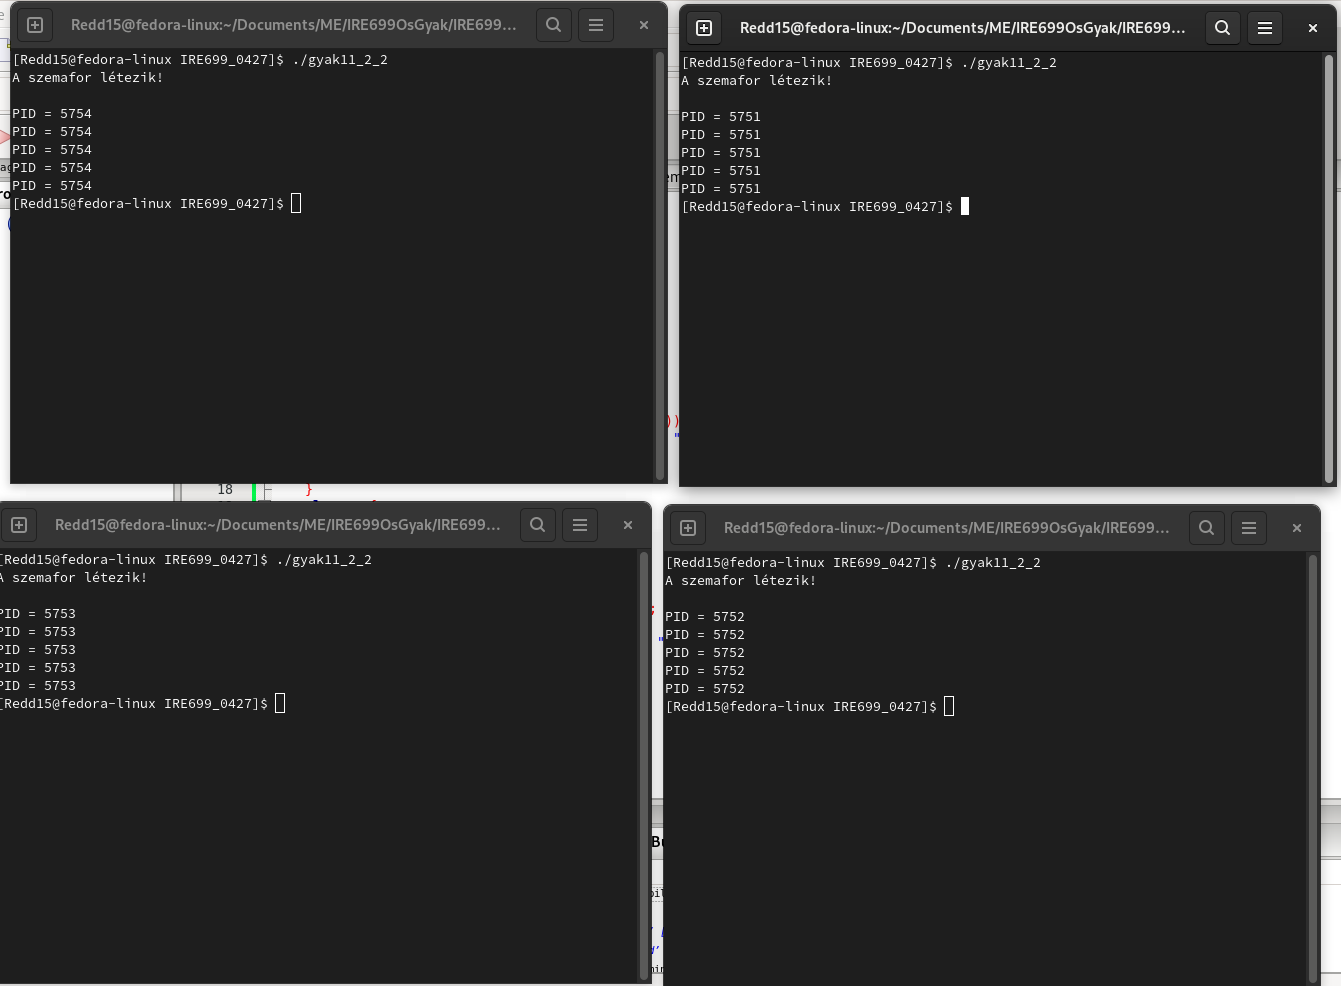 Redd15@fedora-linux:~/Documents/ME/IRE699OsGyak/IRE699...
[Redd15@fedora-linux IRE699_0427]$ ./gyak11_2_2
A szemafor létezik!
PID = 5754
PID = 5754
PID = 5754
PID = 5754
PID = 5754
[Redd15@fedora-linux IRE699_0427]$
Redd15@fedora-linux:~/Documents/ME/IRE699OsGyak/IRE699...
[Redd15@fedora-linux IRE699_0427]$ ./gyak11_2_2
A szemafor létezik!
PID = 5751
PID = 5751
PID = 5751
PID = 5751
PID = 5751
[Redd15@fedora-linux IRE699_0427]$
))
"
18 }
Redd15@fedora-linux:~/Documents/ME/IRE699OsGyak/IRE699...
[Redd15@fedora-linux IRE699_0427]$ ./gyak11_2_2
A szemafor létezik!
PID = 5753
PID = 5753
PID = 5753
PID = 5753
PID = 5753
[Redd15@fedora-linux IRE699_0427]$
;
"
Redd15@fedora-linux:~/Documents/ME/IRE699OsGyak/IRE699...
[Redd15@fedora-linux IRE699_0427]$ ./gyak11_2_2
A szemafor létezik!
PID = 5752
PID = 5752
PID = 5752
PID = 5752
PID = 5752
[Redd15@fedora-linux IRE699_0427]$